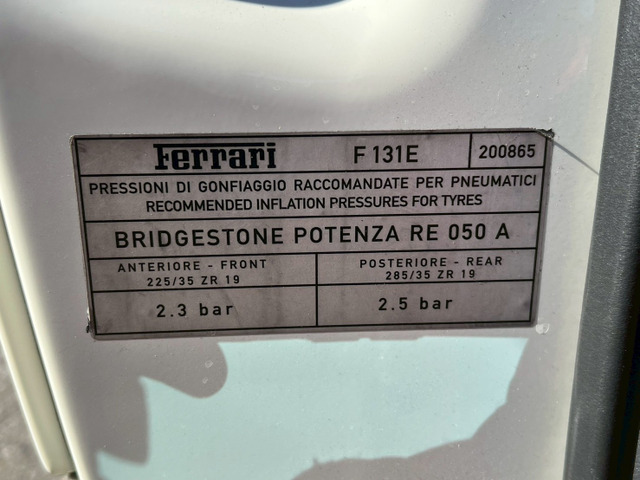 Ferrari F 131E 200865
PRESSIONI DI GONFIAGGIO RACCOMANDATE PER PNEUMATICI
RECOMMENDED INFLATION PRESSURES FOR TYRES
BRIDGESTONE POTENZA RE 050 A
ANTERIORE - FRONT
225/35 ZR 19
POSTERIORE - REAR
285/35 ZR 19
2.3 bar
2.5 bar